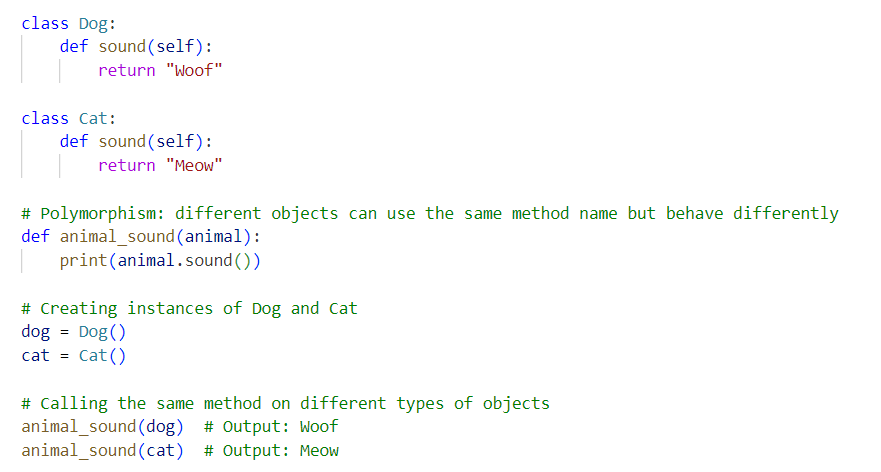 class Dog:
    def sound(self):
        return "Woof"

class Cat:
    def sound(self):
        return "Meow"

# Polymorphism: different objects can use the same method name but behave differently
def animal_sound(animal):
    print(animal.sound())

# Creating instances of Dog and Cat
dog = Dog()
cat = Cat()

# Calling the same method on different types of objects
animal_sound(dog)  # Output: Woof
animal_sound(cat)  # Output: Meow